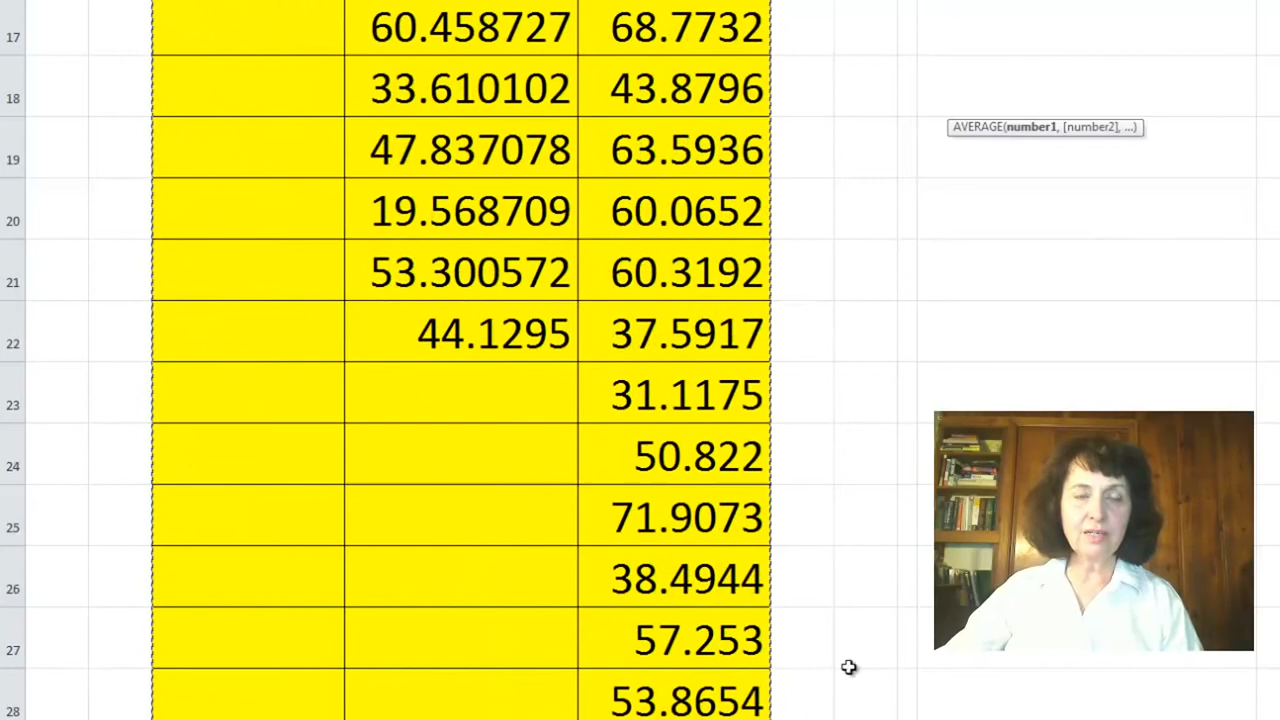 17 60.458727 68.7732
18 33.610102 43.8796
AVERAGE(number1, [number2], ...)
19 47.837078 63.5936
20 19.568709 60.0652
21 53.300572 60.3192
22 44.1295 37.5917
23 31.1175
24 50.822
25 71.9073
26 38.4944
27 57.253
28 53.8654